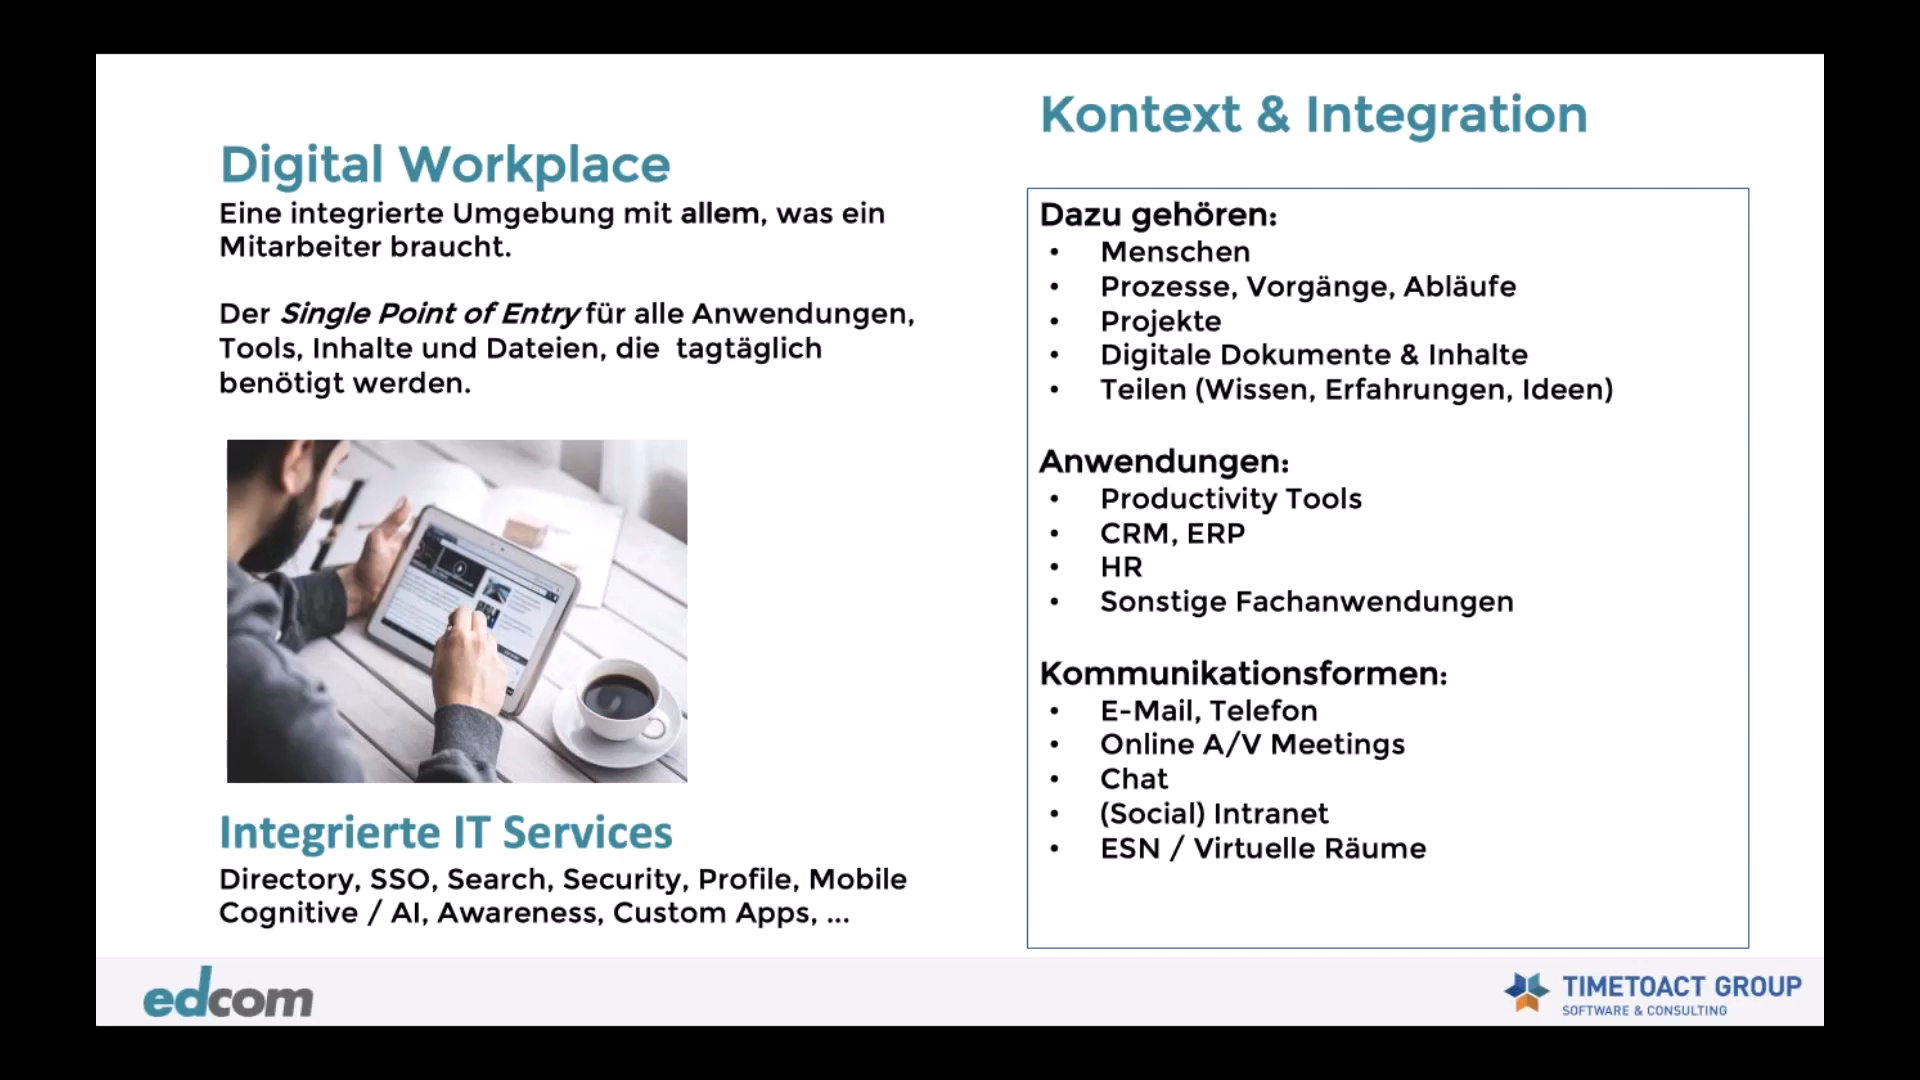 Digital Workplace
Eine integrierte Umgebung mit allem, was ein
Mitarbeiter braucht.
Der Single Point of Entry für alle Anwendungen,
Tools, Inhalte und Dateien, die tagtäglich
benötigt werden.
Integrierte IT Services
Directory, SSO, Search, Security, Profile, Mobile
Cognitive / AI, Awareness, Custom Apps, ...
Kontext & Integration
Dazu gehören:
• Menschen
• Prozesse, Vorgänge, Abläufe
• Projekte
• Digitale Dokumente & Inhalte
• Teilen (Wissen, Erfahrungen, Ideen)
Anwendungen:
• Productivity Tools
• CRM, ERP
• HR
• Sonstige Fachanwendungen
Kommunikationsformen:
• E-Mail, Telefon
• Online A/V Meetings
• Chat
• (Social) Intranet
• ESN / Virtuelle Räume
edcom
TIMETOACT GROUP
SOFTWARE & CONSULTING